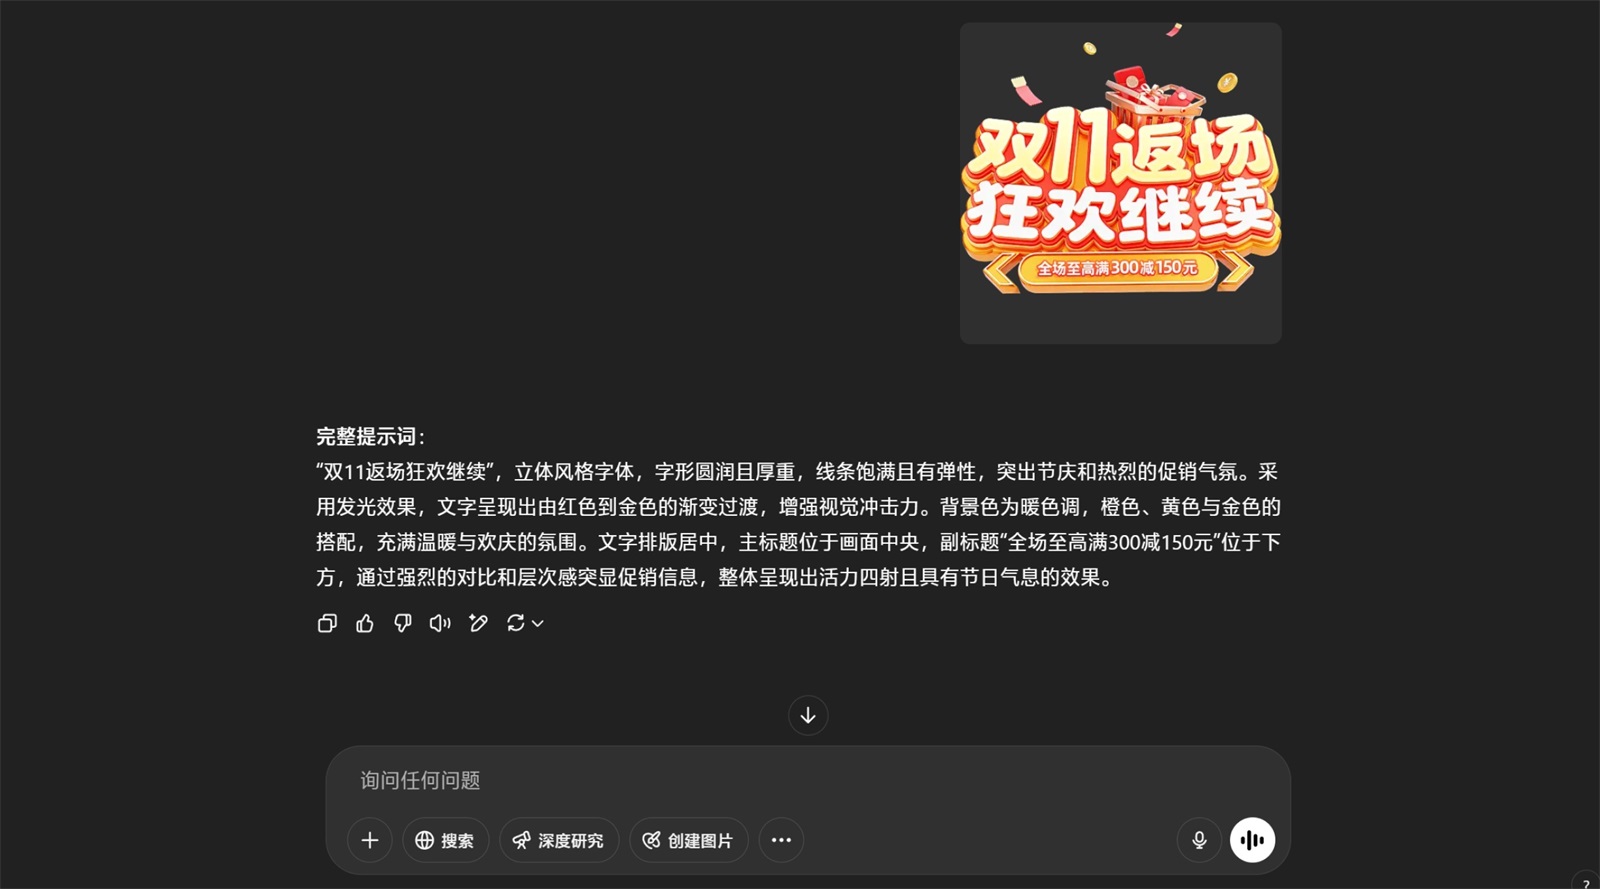 双11返场
狂欢继续
全场至高满300减150元
完整提示词：
“双11返场狂欢继续”，立体风格字体，字形圆润且厚重，线条饱满且有弹性，突出节庆和热烈的促销气氛。采
用发光效果，文字呈现出由红色到金色的渐变过渡，增强视觉冲击力。背景色为暖色调，橙色、黄色与金色的
搭配，充满温暖与欢庆的氛围。文字排版居中，主标题位于画面中央，副标题“全场至高满300减150元”位于下
方，通过强烈的对比和层次感突显促销信息，整体呈现出活力四射且具有节日气息的效果。
询问任何问题
搜索 深度研究 创建图片
?